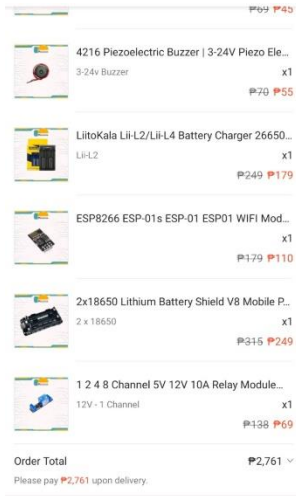 ₱69 ₱45
4216 Piezoelectric Buzzer | 3-24V Piezo Ele...
3-24v Buzzer
x1
₱70 ₱55
LiitoKala Lii-L2/Lii-L4 Battery Charger 26650...
Lii-L2
x1
₱249 ₱179
ESP8266 ESP-01s ESP-01 ESP01 WIFI Mod...
x1
₱179 ₱110
2x18650 Lithium Battery Shield V8 Mobile P...
2 x 18650
x1
₱315 ₱249
1 2 4 8 Channel 5V 12V 10A Relay Module...
12V - 1 Channel
x1
₱138 ₱69
Order Total
₱2,761
Please pay ₱2,761 upon delivery.